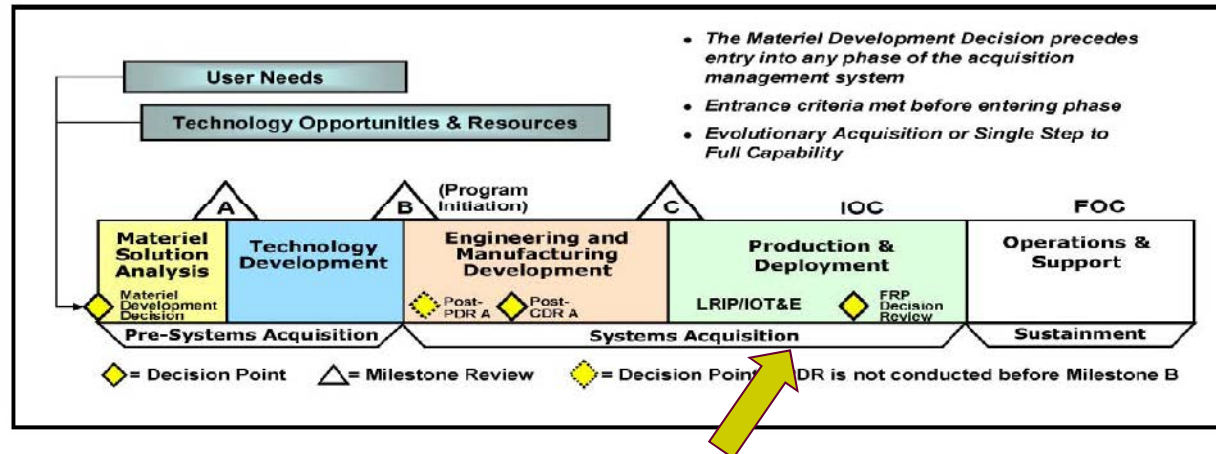 • The Materiel Development Decision precedes
entry into any phase of the acquisition
management system
• Entrance criteria met before entering phase
• Evolutionary Acquisition or Single Step to
Full Capability
User Needs
Technology Opportunities & Resources
A
B
(Program
Initiation)
C
IOC
FOC
Materiel
Solution
Analysis
Materiel
Development
Decision
Technology
Development
Engineering and
Manufacturing
Development
Post-
PDR A
Post-
CDR A
Production &
Deployment
LRIP/IOT&E
FRP
Decision
Review
Operations &
Support
Pre-Systems Acquisition
Systems Acquisition
Sustainment
= Decision Point
= Milestone Review
= Decision Point DR is not conducted before Milestone B